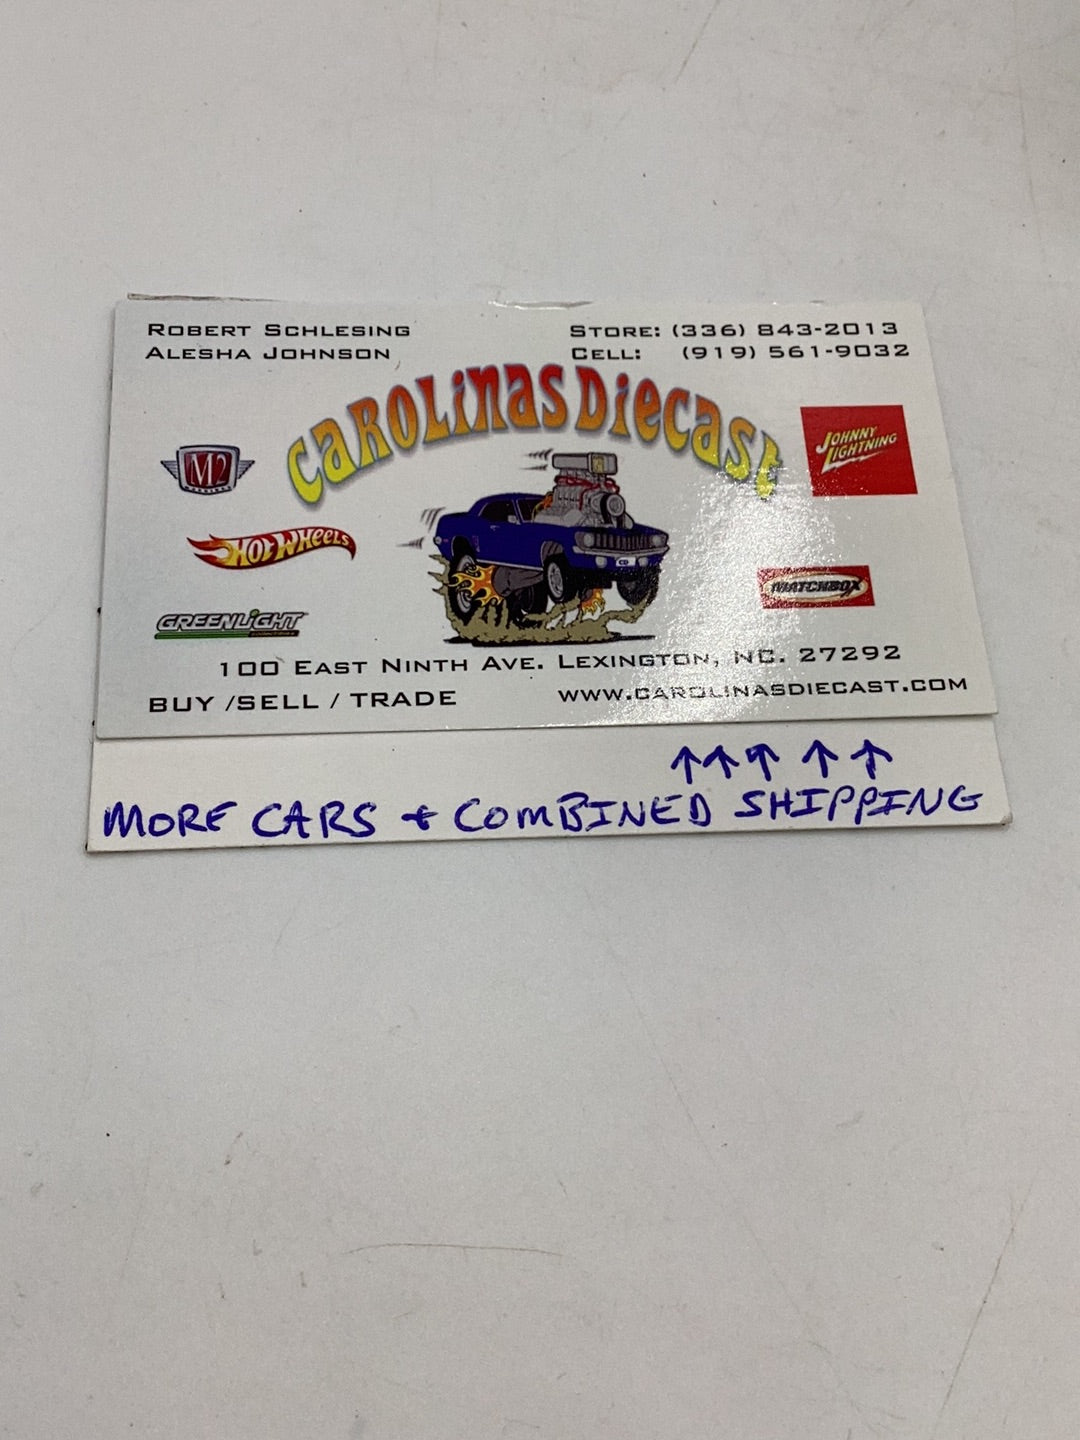 ROBERT SCHLESING
ALESHA JOHNSON
STORE: (336) 843-2013
CELL: (919) 561-9032
CAROLINAS DIECAST
M2
JOHNNY
LIGHTNING
HOT WHEELS
MATCHBOX
GREENLIGHT
100 EAST NINTH AVE. LEXINGTON, NC. 27292
BUY /SELL / TRADE
WWW.CAROLINASDIECAST.COM
↑↑↑ ↑ ↑
MORE CARS + COMBINED SHIPPING